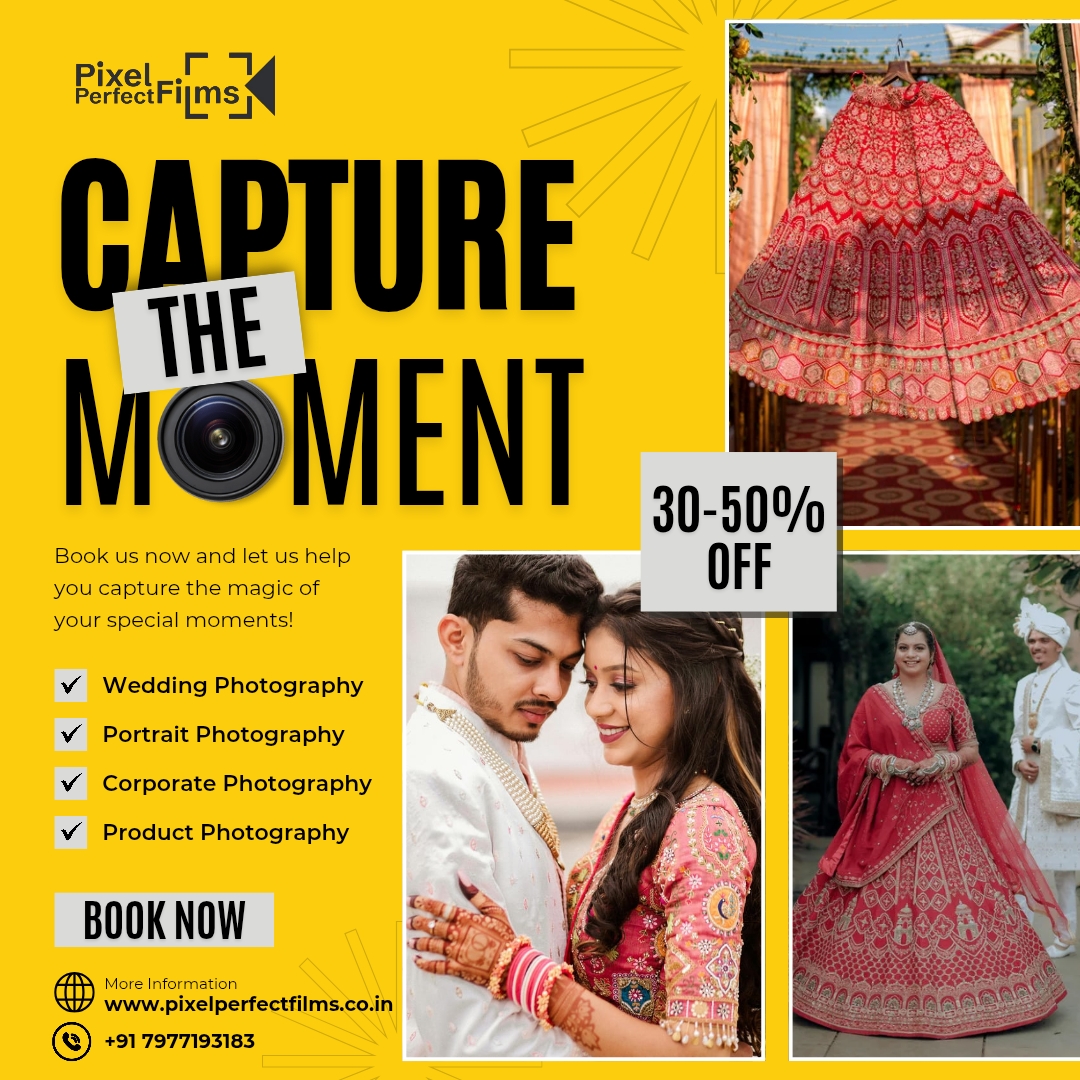 Pixel
Perfect Films
CAPTURE
THE
MOMENT
30-50%
OFF
Book us now and let us help
you capture the magic of
your special moments!
Wedding Photography
Portrait Photography
Corporate Photography
Product Photography
BOOK NOW
More Information
www.pixelperfectfilms.co.in
+91 7977193183